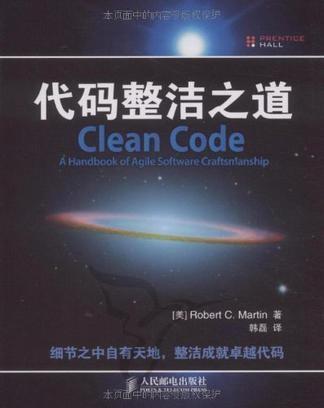 本页面中的内容受版权保护
PRENTICE
HALL
代码整洁之道
Clean Code
A Handbook of Agile Software Craftsmanship
[美] Robert C. Martin 著
韩磊 译
细节之中自有天地，整洁成就卓越代码
人民邮电出版社
POSTS & TELECOM PRESS
本页面中的内容受版权保护